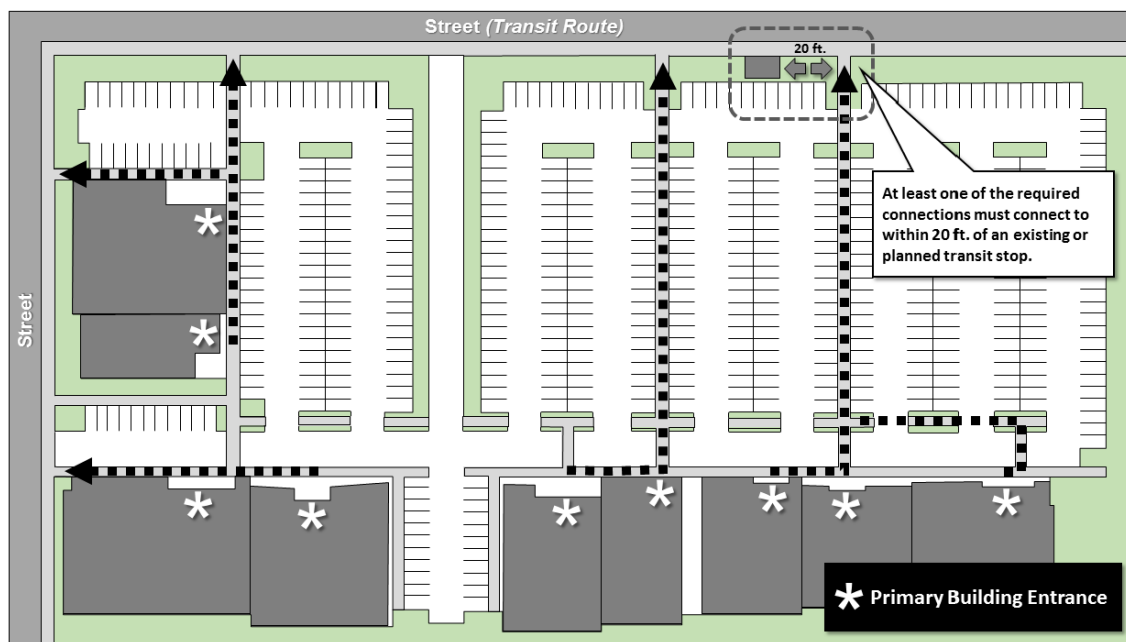 Street (Transit Route)
20 ft.
At least one of the required
connections must connect to
within 20 ft. of an existing or
planned transit stop.
Street
* Primary Building Entrance